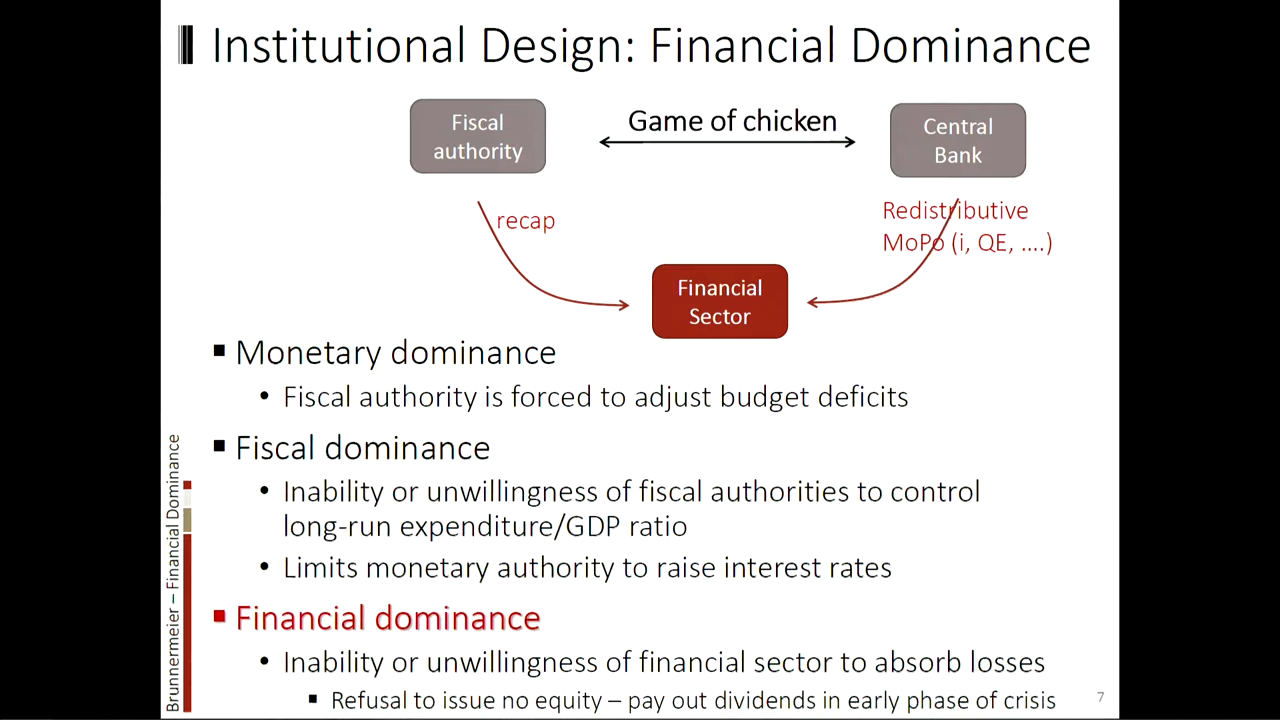 Institutional Design: Financial Dominance
Fiscal
authority
Game of chicken
Central
Bank
recap
Redistributive
MoPo (i, QE, ....)
Financial
Sector
▪ Monetary dominance
• Fiscal authority is forced to adjust budget deficits
▪ Fiscal dominance
• Inability or unwillingness of fiscal authorities to control
long-run expenditure/GDP ratio
• Limits monetary authority to raise interest rates
▪ Financial dominance
• Inability or unwillingness of financial sector to absorb losses
▪ Refusal to issue no equity – pay out dividends in early phase of crisis
7
Brunnermeier – Financial Dominance